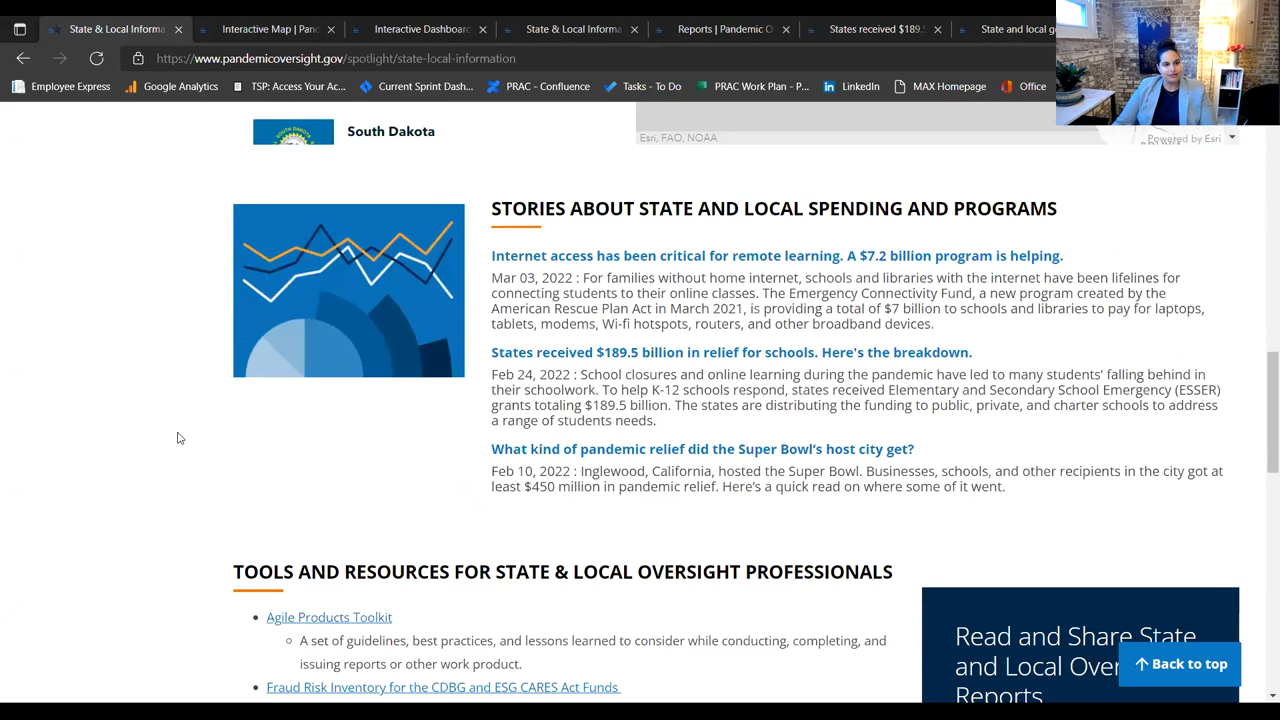 State & Local Informa
Interactive Map | Pan
Interactive Dashboar
State & Local Informa
Reports | Pandemic O
States received $189.
State and local g
https://www.pandemicoversight.gov/spotlight/state-local-information
Employee Express
Google Analytics
TSP: Access Your Ac...
Current Sprint Dash...
PRAC - Confluence
Tasks - To Do
PRAC Work Plan - P...
LinkedIn
MAX Homepage
Office
South Dakota
Esri, FAO, NOAA
Powered by Esri
STORIES ABOUT STATE AND LOCAL SPENDING AND PROGRAMS
Internet access has been critical for remote learning. A $7.2 billion program is helping.
Mar 03, 2022 : For families without home internet, schools and libraries with the internet have been lifelines for
connecting students to their online classes. The Emergency Connectivity Fund, a new program created by the
American Rescue Plan Act in March 2021, is providing a total of $7 billion to schools and libraries to pay for laptops,
tablets, modems, Wi-fi hotspots, routers, and other broadband devices.
States received $189.5 billion in relief for schools. Here's the breakdown.
Feb 24, 2022 : School closures and online learning during the pandemic have led to many students' falling behind in
their schoolwork. To help K-12 schools respond, states received Elementary and Secondary School Emergency (ESSER)
grants totaling $189.5 billion. The states are distributing the funding to public, private, and charter schools to address
a range of students needs.
What kind of pandemic relief did the Super Bowl's host city get?
Feb 10, 2022 : Inglewood, California, hosted the Super Bowl. Businesses, schools, and other recipients in the city got at
least $450 million in pandemic relief. Here's a quick read on where some of it went.
TOOLS AND RESOURCES FOR STATE & LOCAL OVERSIGHT PROFESSIONALS
Agile Products Toolkit
A set of guidelines, best practices, and lessons learned to consider while conducting, completing, and
issuing reports or other work product.
Fraud Risk Inventory for the CDBG and ESG CARES Act Funds
Read and Share State
and Local Over
Reports
Back to top